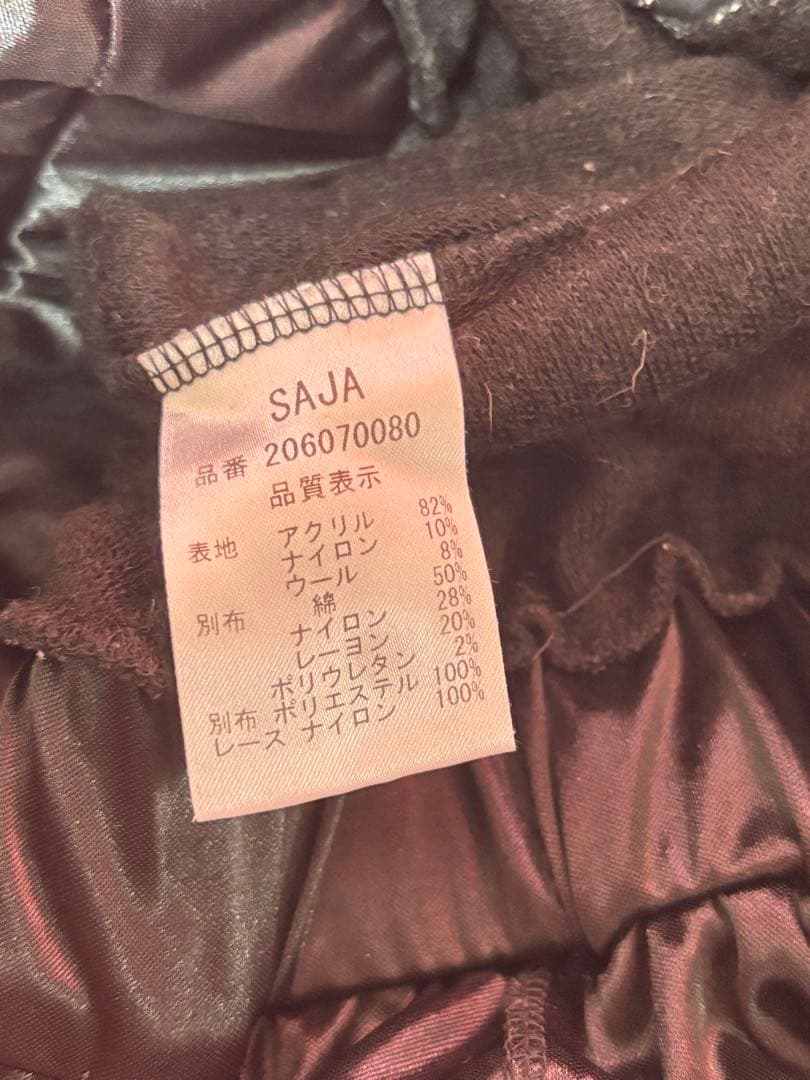 SAJA
品番 206070080
品質表示
表地 アクリル 82%
ナイロン 10%
ウール 8%
別布 綿 50%
ナイロン 28%
レーヨン 20%
ポリウレタン 2%
別布 ポリエステル 100%
レース ナイロン 100%